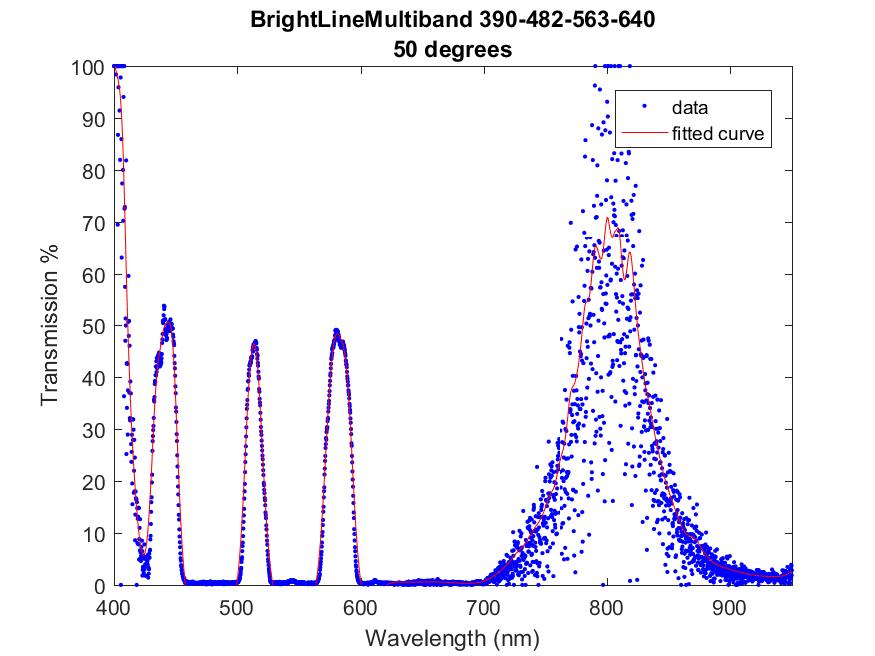 BrightLineMultiband 390-482-563-640
50 degrees
100
90
80
70
60
50
40
30
20
10
0
Transmission %
data
fitted curve
400
500
600
700
800
900
Wavelength (nm)